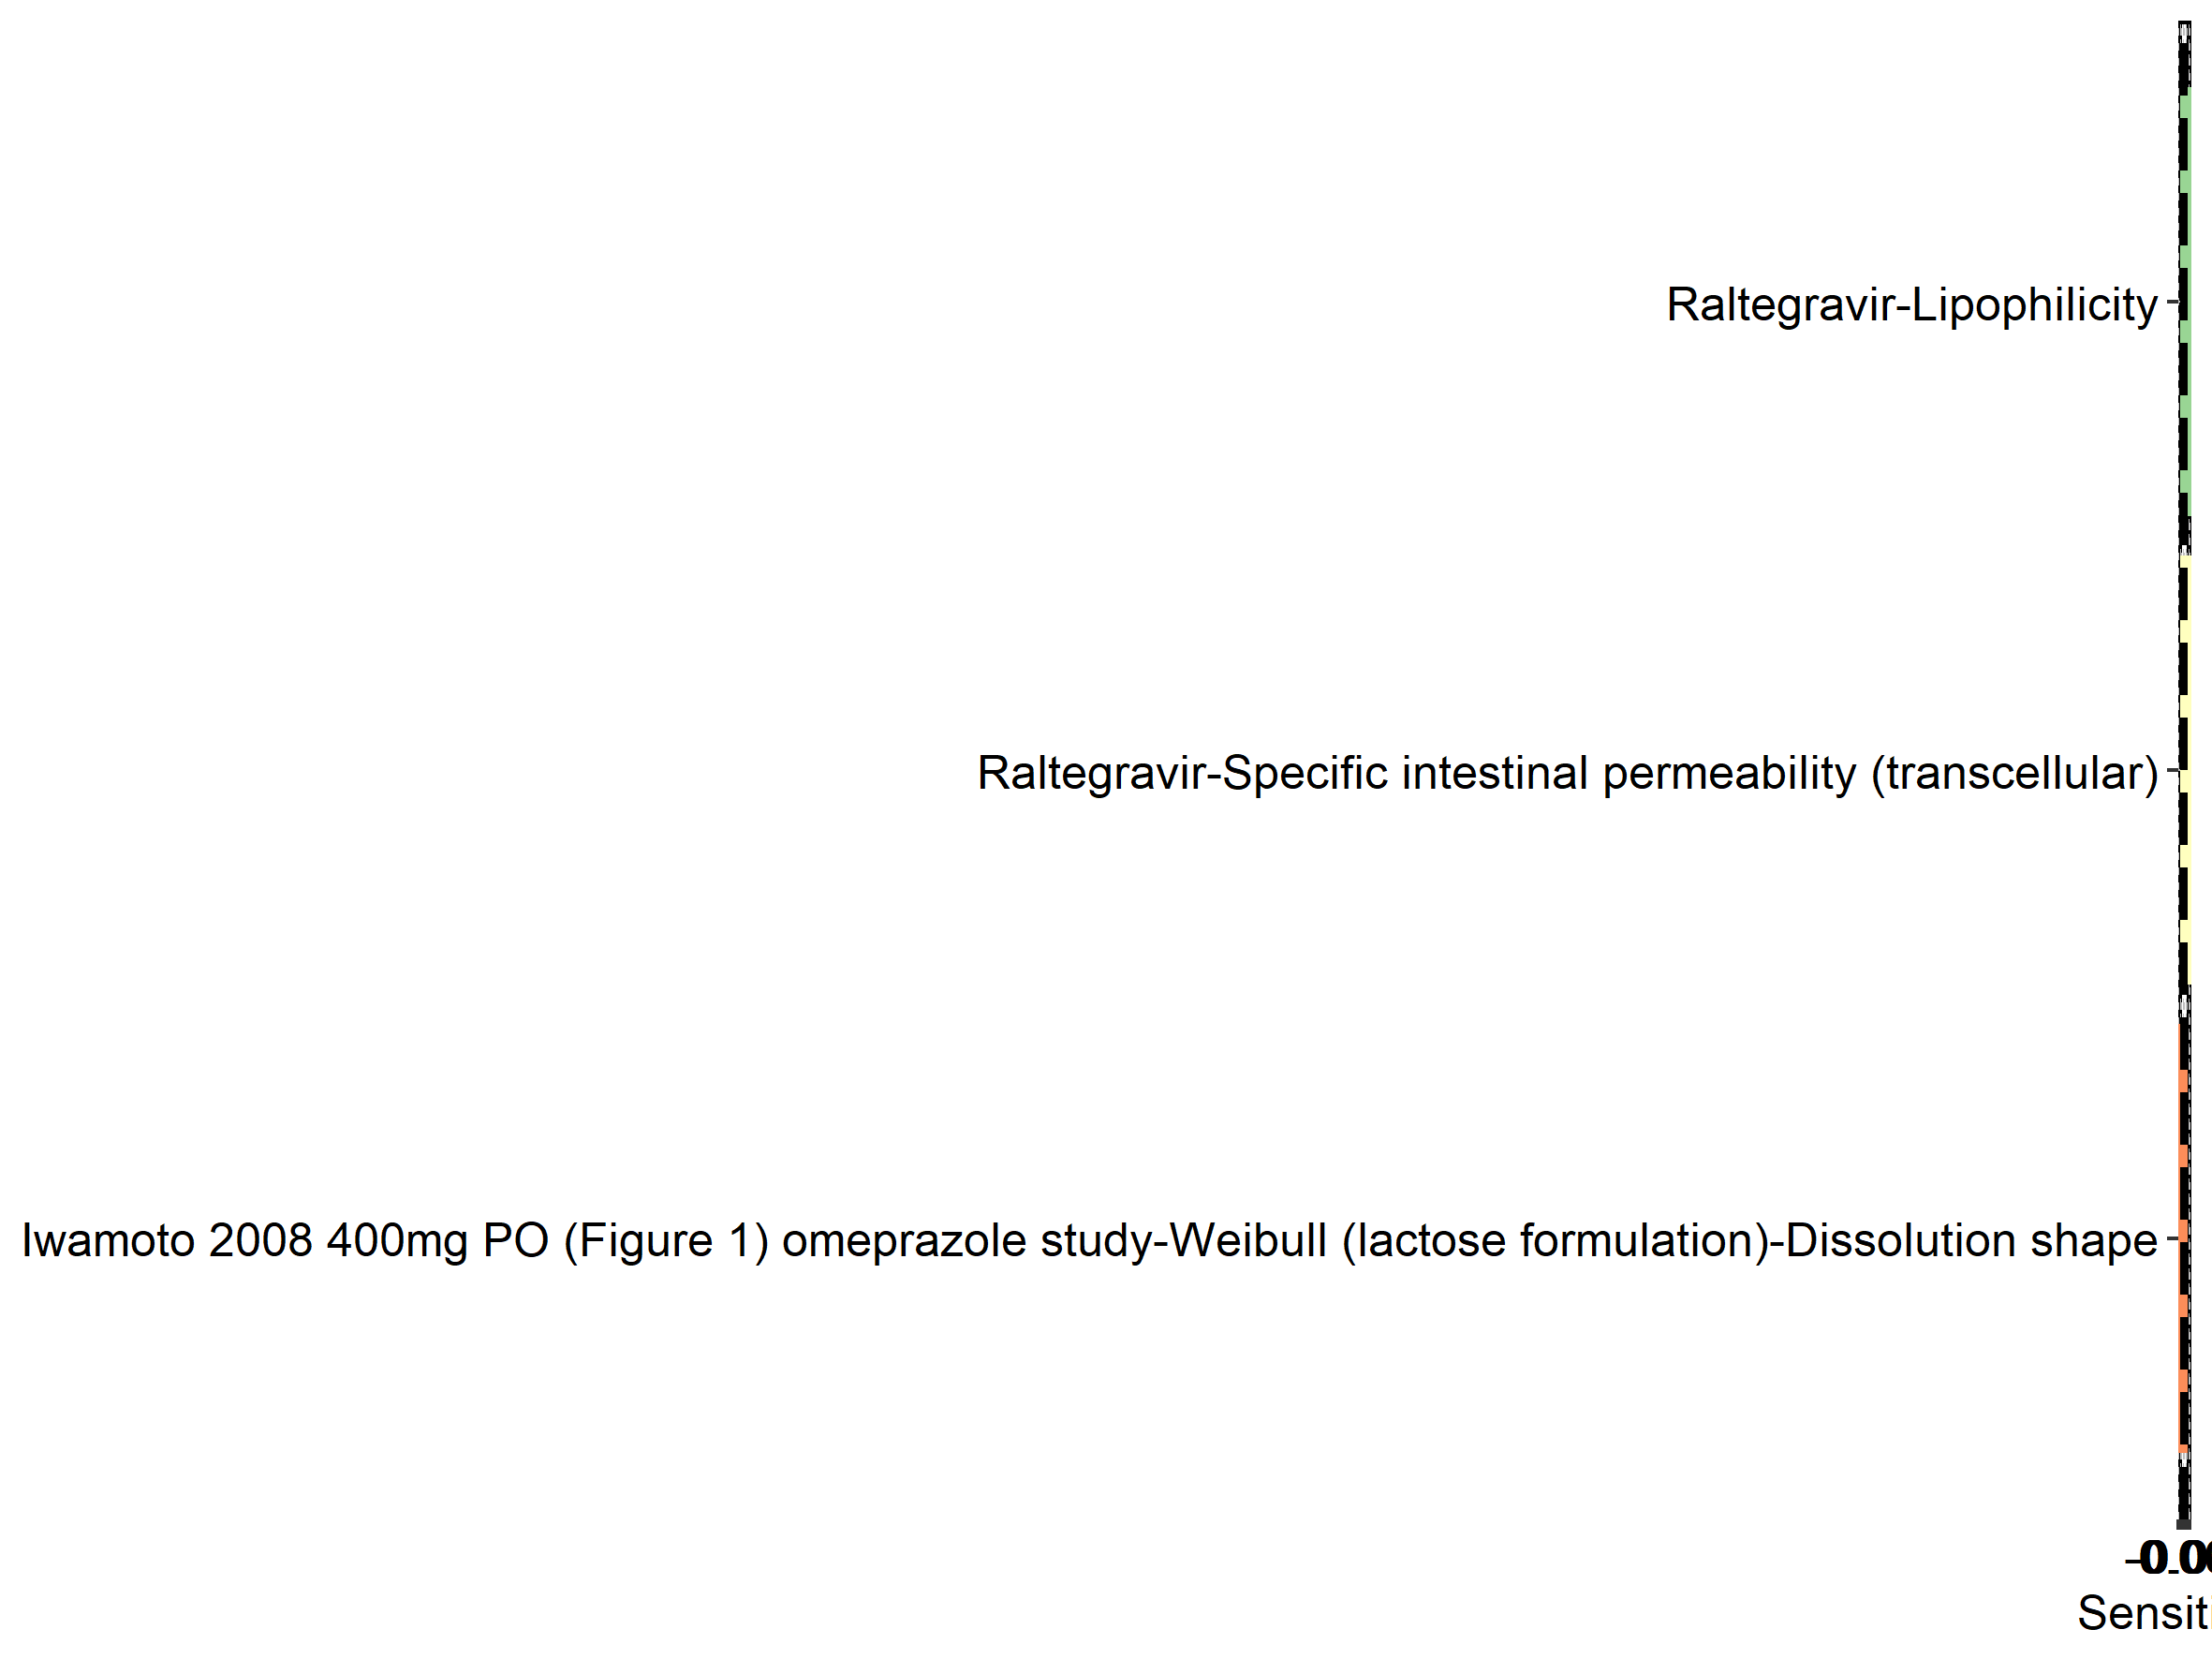 Raltegravir-Lipophilicity
Raltegravir-Specific intestinal permeability (transcellular)
Iwamoto 2008 400mg PO (Figure 1) omeprazole study-Weibull (lactose formulation)-Dissolution shape